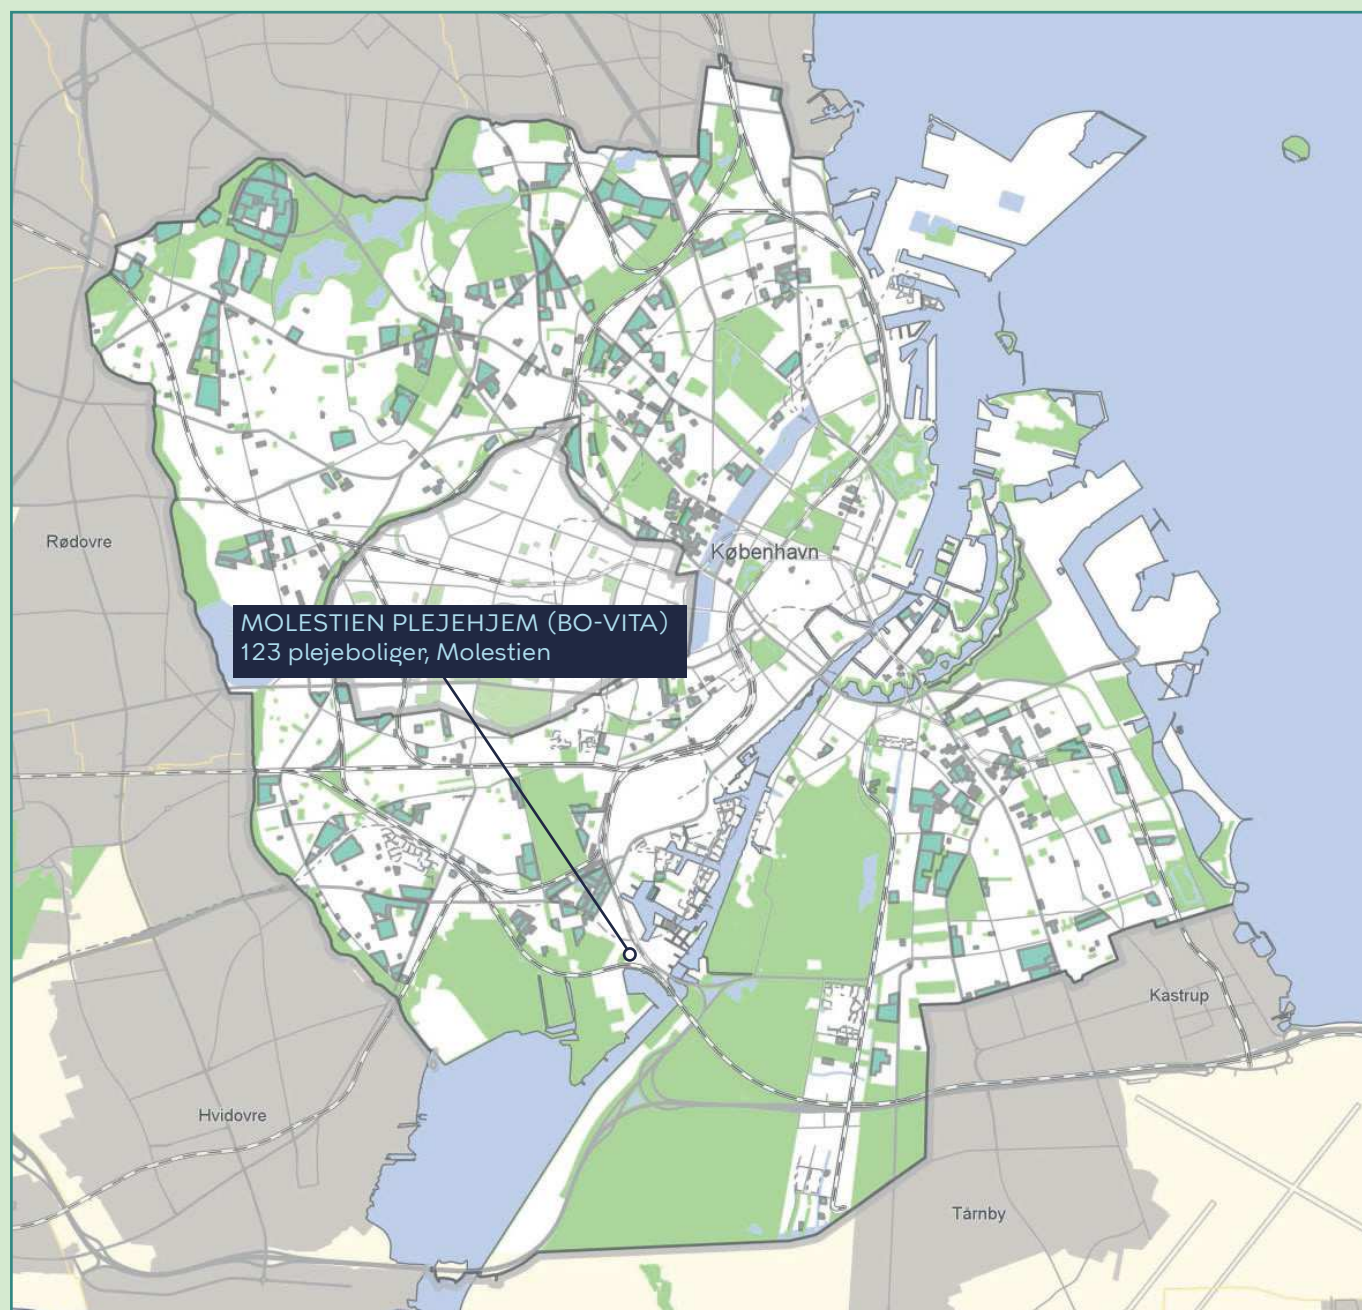 København
Rødovre
MOLESTIEN PLEJEHJEM (BO-VITA)
123 plejeboliger, Molestien
Kastrup
Hvidovre
Tårnby